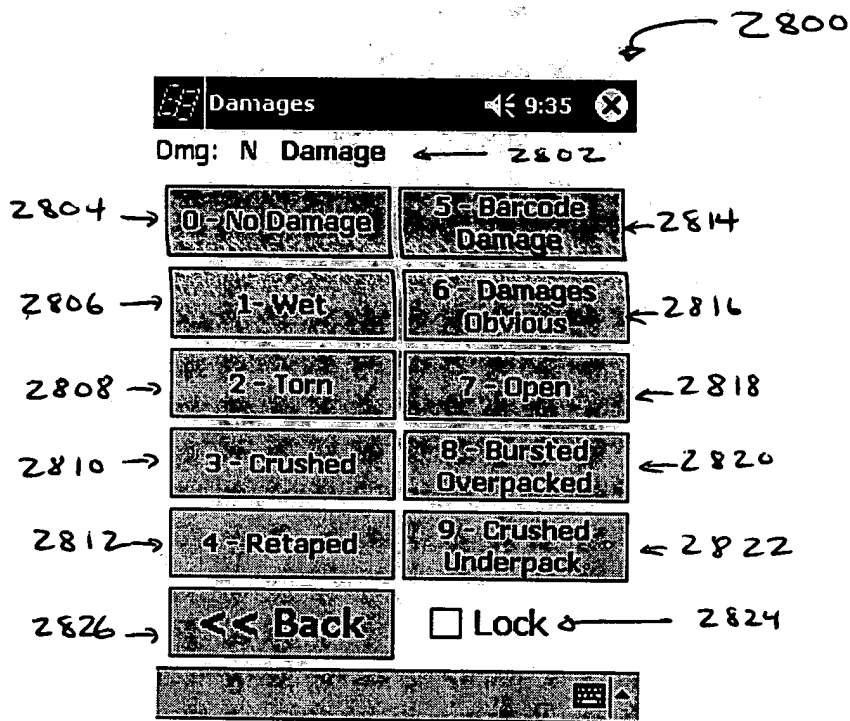 2800
Damages 9:35
Dmg: N Damage 2802
2804 0 - No Damage 5 - Barcode Damage 2814
2806 1- Wet 6 - Damages Obvious 2816
2808 2 - Torn 7 - Open 2818
2810 3 - Crushed 8 - Bursted Overpacked 2820
2812 4 - Retaped 9 - Crushed Underpack 2822
2826 << Back Lock 2824